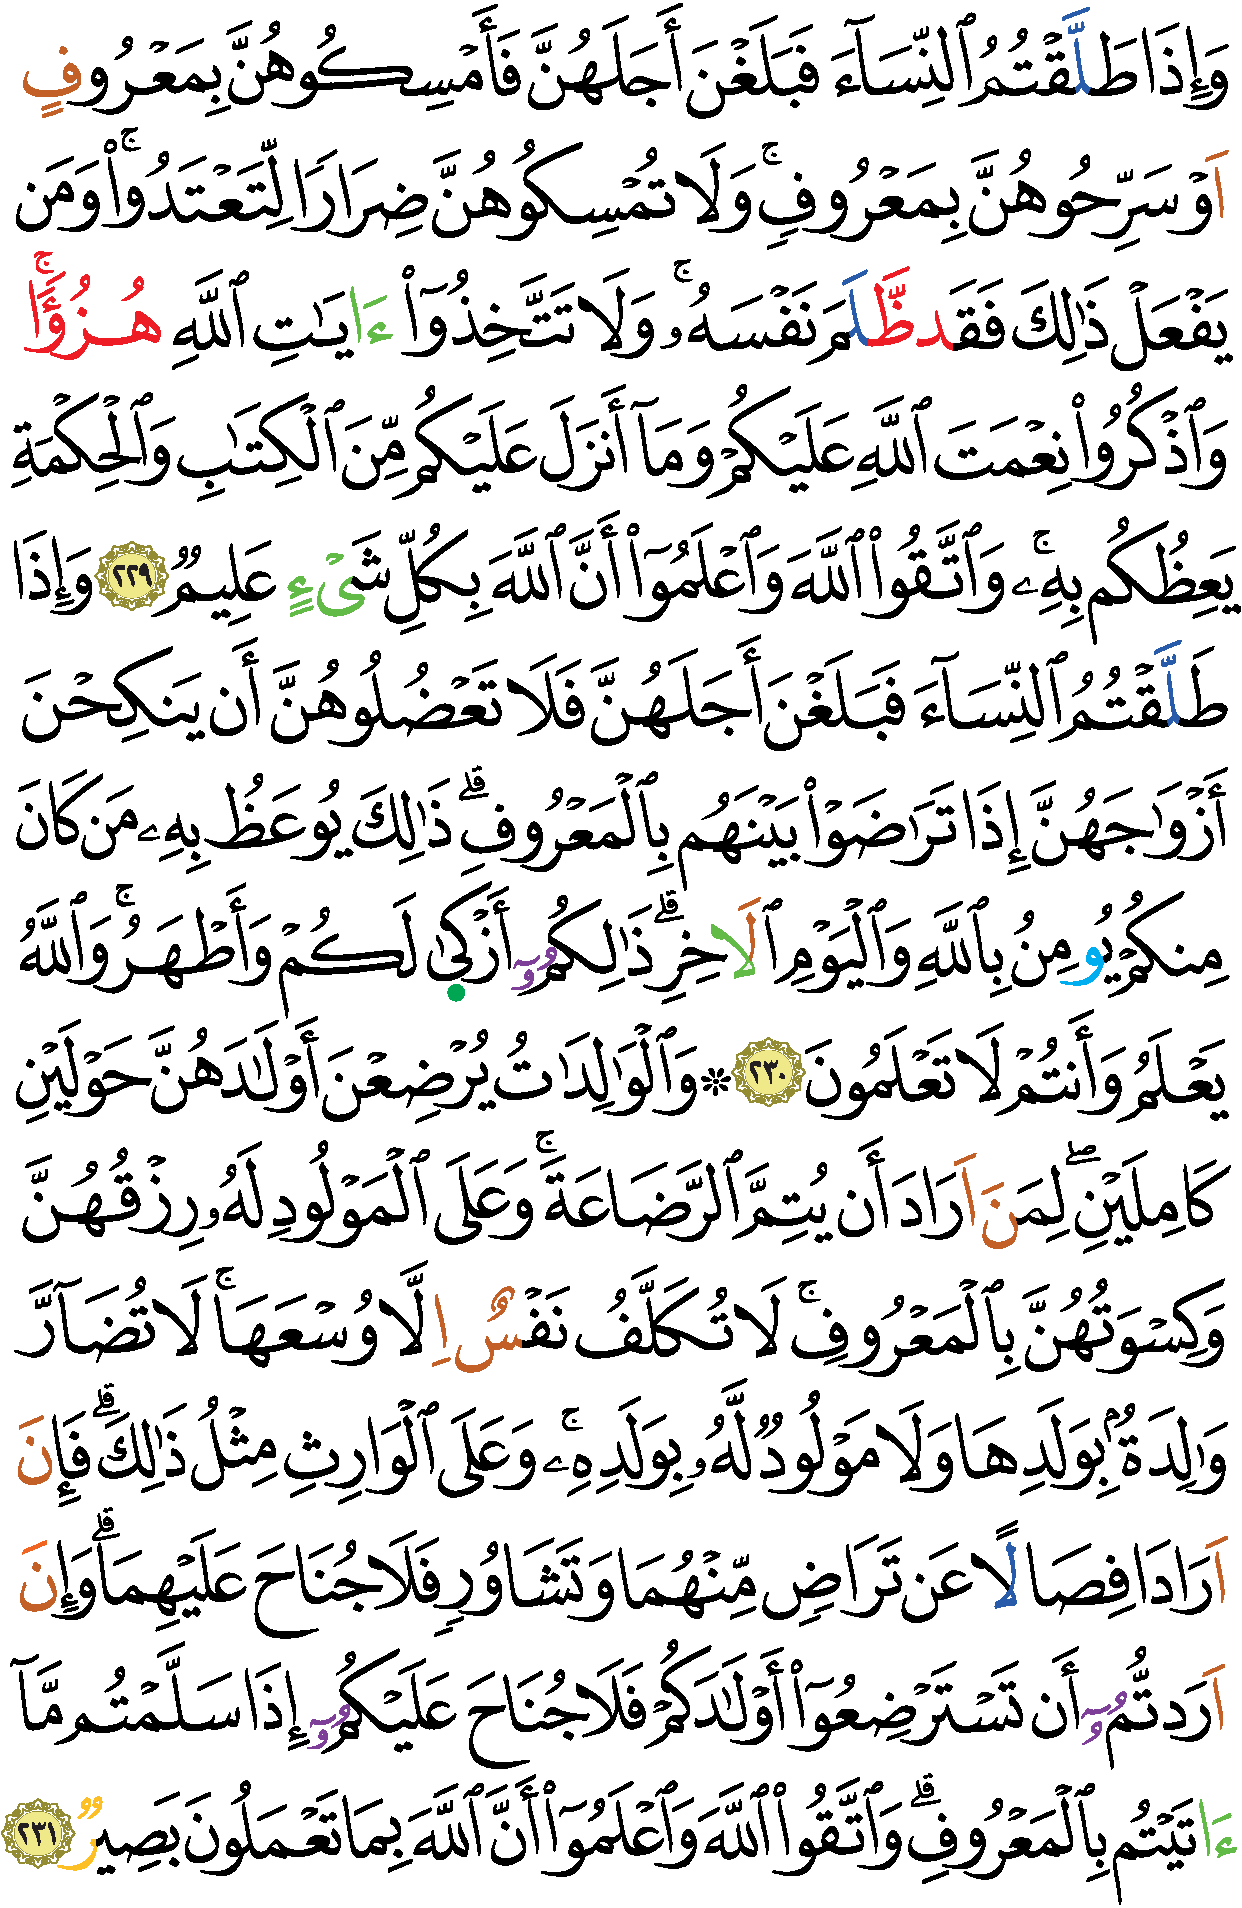 وَإِذَا طَلَّقْتُمُ ٱلنِّسَآءَ فَبَلَغْنَ أَجَلَهُنَّ فَأَمْسِكُوهُنَّ بِمَعْرُوفٍ
اَوْ سَرِّحُوهُنَّ بِمَعْرُوفٖۚ وَلَا تُمْسِكُوهُنَّ ضِرَارٗا لِّتَعْتَدُواْۚ وَمَن
يَفْعَلْ ذَٰلِكَ فَقَد ظَّلَمَ نَفْسَهُۥۚ وَلَا تَتَّخِذُوٓاْ ءَايَٰتِ ٱللَّهِ هُزُؤٗاۚ
وَٱذْكُرُواْ نِعْمَتَ ٱللَّهِ عَلَيْكُمْ وَمَآ أَنزَلَ عَلَيْكُم مِّنَ ٱلْكِتَٰبِ وَٱلْحِكْمَةِ
يَعِظُكُم بِهِۦۚ وَٱتَّقُواْ ٱللَّهَ وَٱعْلَمُوٓاْ أَنَّ ٱللَّهَ بِكُلِّ شَيْءٍ عَلِيمٞ ٢٢٩ وَإِذَا
طَلَّقْتُمُ ٱلنِّسَآءَ فَبَلَغْنَ أَجَلَهُنَّ فَلَا تَعْضُلُوهُنَّ أَن يَنكِحْنَ
أَزْوَٰجَهُنَّ إِذَا تَرَٰضَوْاْ بَيْنَهُم بِٱلْمَعْرُوفِۗ ذَٰلِكَ يُوعَظُ بِهِۦ مَن كَانَ
مِنكُمْ يُومِنُ بِٱللَّهِ وَٱلْيَوْمِ ٱلَاخِرِۗ ذَٰلِكُمُۥٓ أَزْكَىٰ لَكُمْ وَأَطْهَرُۚ وَٱللَّهُ
يَعْلَمُ وَأَنتُمْ لَا تَعْلَمُونَ ٢٣٠ ۞ وَٱلْوَٰلِدَٰتُ يُرْضِعْنَ أَوْلَٰدَهُنَّ حَوْلَيْنِ
كَامِلَيْنِۖ لِمَنَ اَرَادَ أَن يُتِمَّ ٱلرَّضَاعَةَۚ وَعَلَى ٱلْمَوْلُودِ لَهُۥ رِزْقُهُنَّ
وَكِسْوَتُهُنَّ بِٱلْمَعْرُوفِۚ لَا تُكَلَّفُ نَفْسٌ اِلَّا وُسْعَهَاۚ لَا تُضَآرَّ
وَٰلِدَةُۢ بِوَلَدِهَا وَلَا مَوْلُودٞ لَّهُۥ بِوَلَدِهِۦۚ وَعَلَى ٱلْوَارِثِ مِثْلُ ذَٰلِكَۗ فَإِنَ
اَرَادَا فِصَالًا عَن تَرَاضٖ مِّنْهُمَا وَتَشَاوُرٖ فَلَا جُنَاحَ عَلَيْهِمَاۗ وَإِنَ
اَرَدتُّمُۥٓ أَن تَسْتَرْضِعُوٓاْ أَوْلَٰدَكُمْ فَلَا جُنَاحَ عَلَيْكُمُۥٓ إِذَا سَلَّمْتُم مَّآ
ءَاتَيْتُم بِٱلْمَعْرُوفِۗ وَٱتَّقُواْ ٱللَّهَ وَٱعْلَمُوٓاْ أَنَّ ٱللَّهَ بِمَا تَعْمَلُونَ بَصِيرٞ ٢٣١